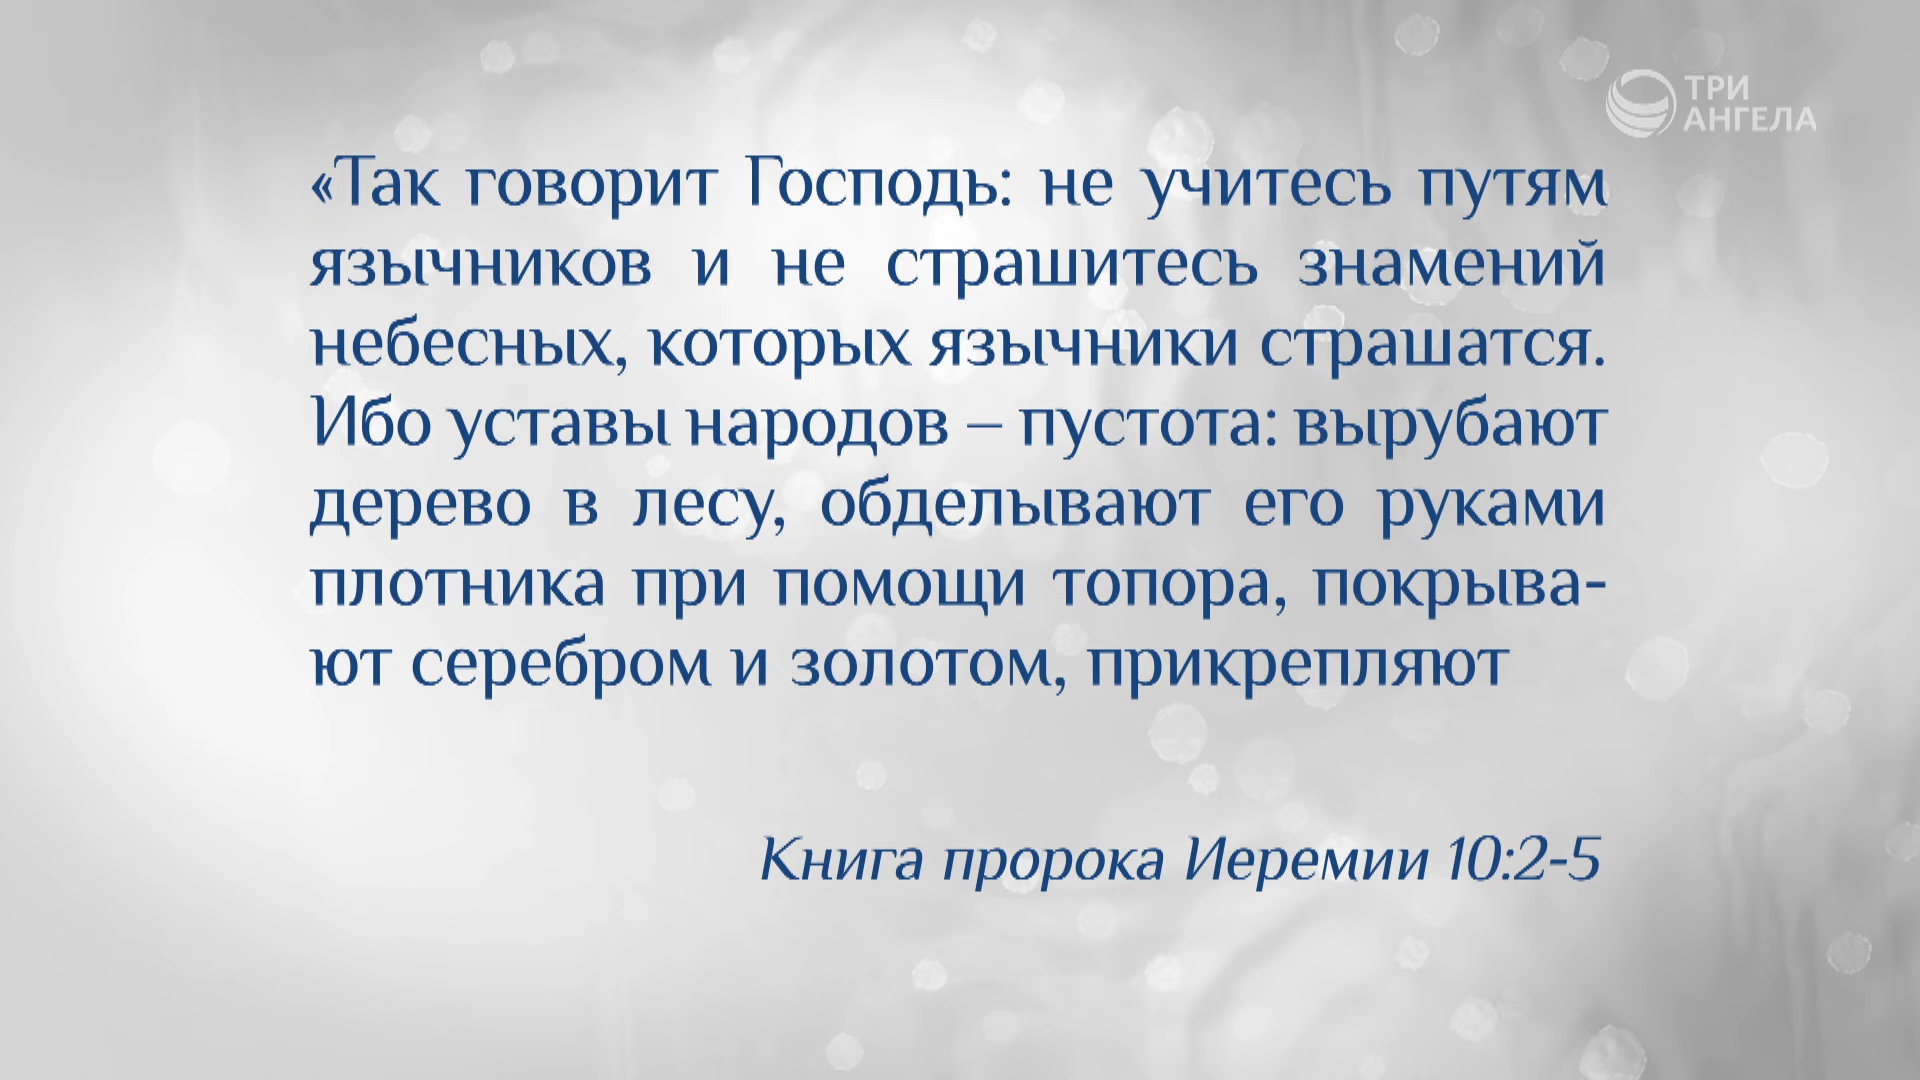 ТРИ
АНГЕЛА
«Так говорит Господь: не учитесь путям
язычников и не страшитесь знамений
небесных, которых язычники страшатся.
Ибо уставы народов – пустота: вырубают
дерево в лесу, обделывают его руками
плотника при помощи топора, покрыва-
ют серебром и золотом, прикрепляют
Книга пророка Иеремии 10:2-5